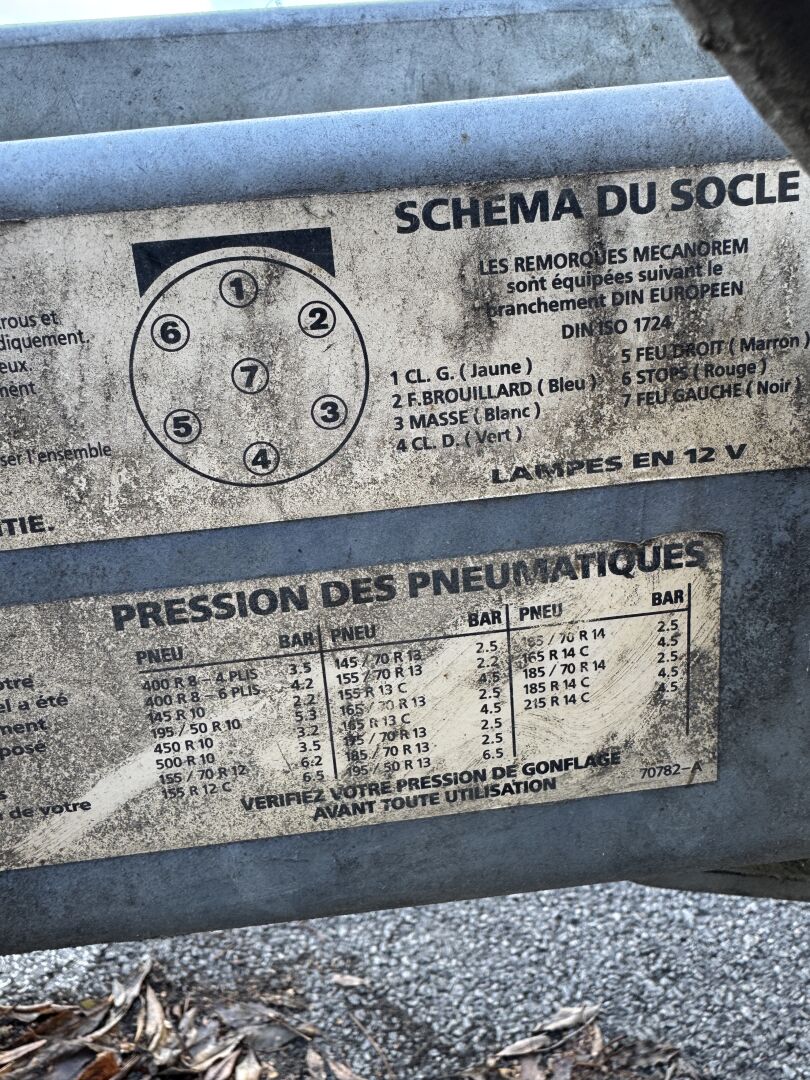 SCHEMA DU SOCLE
LES REMORQUES MECANOREM
sont équipées suivant le
branchement DIN EUROPEEN
DIN ISO 1724
1
2
3
4
5
6
7
1 CL. G. ( Jaune )
2 F.BROUILLARD ( Bleu )
3 MASSE ( Blanc )
4 CL. D. ( Vert )
5 FEU DROIT ( Marron )
6 STOPS ( Rouge )
7 FEU GAUCHE ( Noir )
LAMPES EN 12 V
rous et
diquement.
eux.
ment
ser l'ensemble
TIE.
PRESSION DES PNEUMATIQUES
PNEU BAR
400 R 8 - 4 PLIS 3.5
400 R 8 - 6 PLIS 4.2
145 R 10 2.2
195 / 50 R 10 5.3
450 R 10 3.2
500 R 10 3.5
155 / 70 R 12 6.2
155 R 12 C 6.5
PNEU BAR
145 / 70 R 13 2.5
155 / 70 R 13 2.2
155 R 13 C 4.5
165 / 70 R 13 2.5
165 R 13 C 4.5
/ 70 R 13 2.5
185 / 70 R 13 2.5
195 / 50 R 13 6.5
PNEU BAR
/ 70 R 14 2.5
165 R 14 C 4.5
185 / 70 R 14 2.5
185 R 14 C 4.5
215 R 14 C 4.5
VERIFIEZ VOTRE PRESSION DE GONFLAGE
AVANT TOUTE UTILISATION
70782-A
otre
el a été
ment
pose
s
de votre